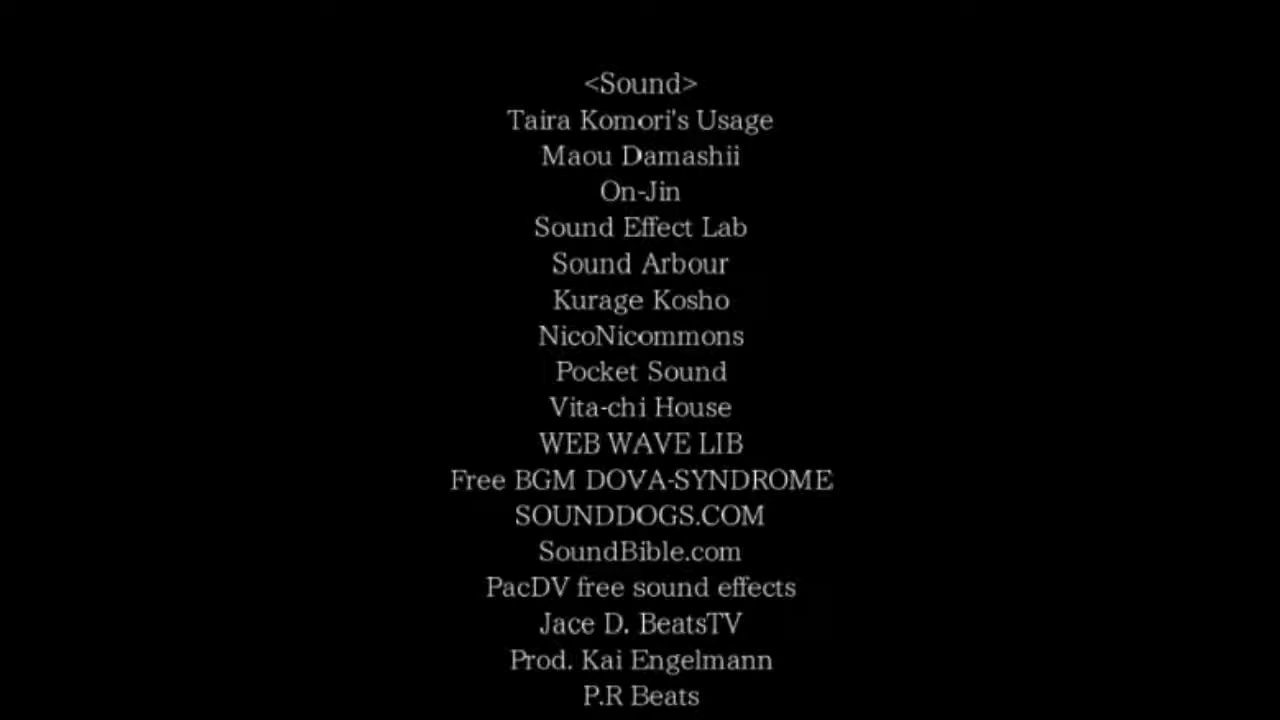 <Sound>
Taira Komori's Usage
Maou Damashii
On-Jin
Sound Effect Lab
Sound Arbour
Kurage Kosho
NicoNicommons
Pocket Sound
Vita-chi House
WEB WAVE LIB
Free BGM DOVA-SYNDROME
SOUNDDOGS.COM
SoundBible.com
PacDV free sound effects
Jace D. BeatsTV
Prod. Kai Engelmann
P.R Beats